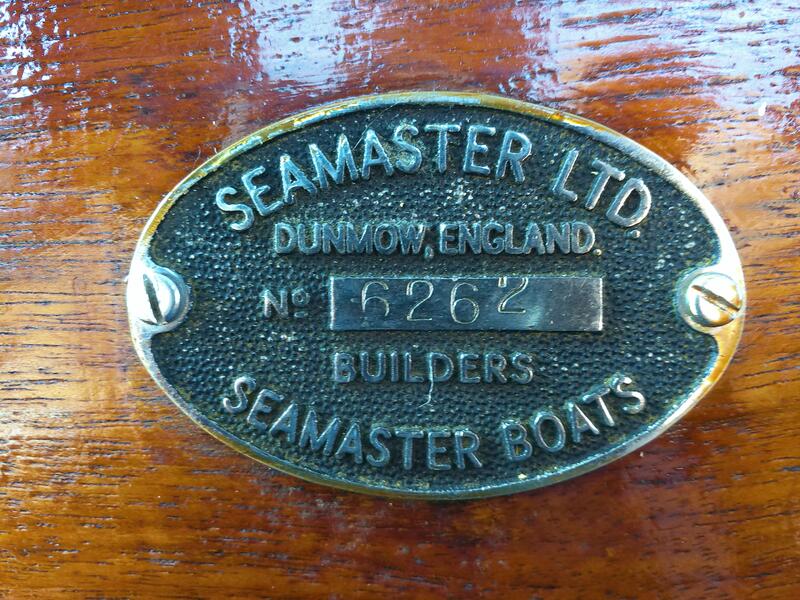 SEAMASTER LTD.
DUNMOW, ENGLAND.
Nº 6262
BUILDERS
SEAMASTER BOATS